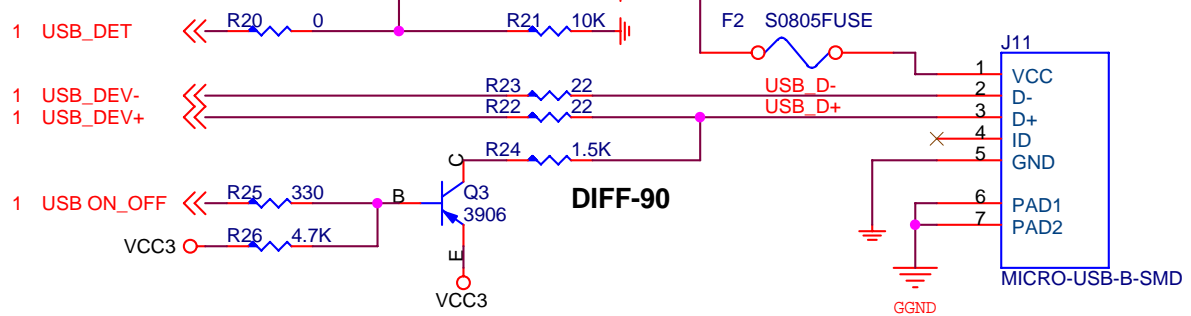 R20 0 R21 10K F2 S0805FUSE
1 USB_DET
J11
1 VCC
1 USB_DEV- R23 22 USB_D- 2 D-
1 USB_DEV+ R22 22 USB_D+ 3 D+
4 ID
R24 1.5K 5 GND
C
1 USB ON_OFF R25 330 B Q3 DIFF-90 6 PAD1
3906 7 PAD2
VCC3 R26 4.7K
E
MICRO-USB-B-SMD
VCC3 GGND